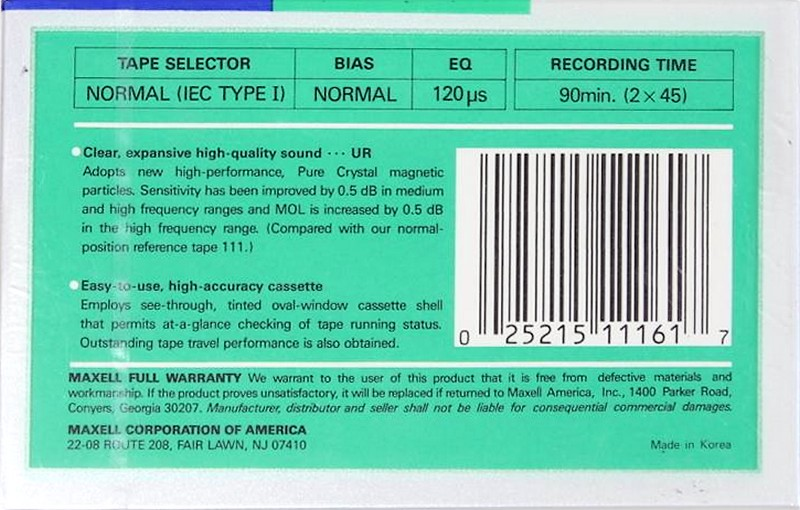 TAPE SELECTOR BIAS EQ RECORDING TIME
NORMAL (IEC TYPE I) NORMAL 120µs 90min. (2×45)
●Clear, expansive high-quality sound ··· UR
Adopts new high-performance, Pure Crystal magnetic
particles. Sensitivity has been improved by 0.5 dB in medium
and high frequency ranges and MOL is increased by 0.5 dB
in the high frequency range. (Compared with our normal-
position reference tape 111.)
●Easy-to-use, high-accuracy cassette
Employs see-through, tinted oval-window cassette shell
that permits at-a-glance checking of tape running status.
Outstanding tape travel performance is also obtained.
0 25215 11161 7
MAXELL FULL WARRANTY We warrant to the user of this product that it is free from defective materials and
workmanship. If the product proves unsatisfactory, it will be replaced if returned to Maxell America, Inc., 1400 Parker Road,
Conyers, Georgia 30207. Manufacturer, distributor and seller shall not be liable for consequential commercial damages.
MAXELL CORPORATION OF AMERICA
22-08 ROUTE 208, FAIR LAWN, NJ 07410
Made in Korea